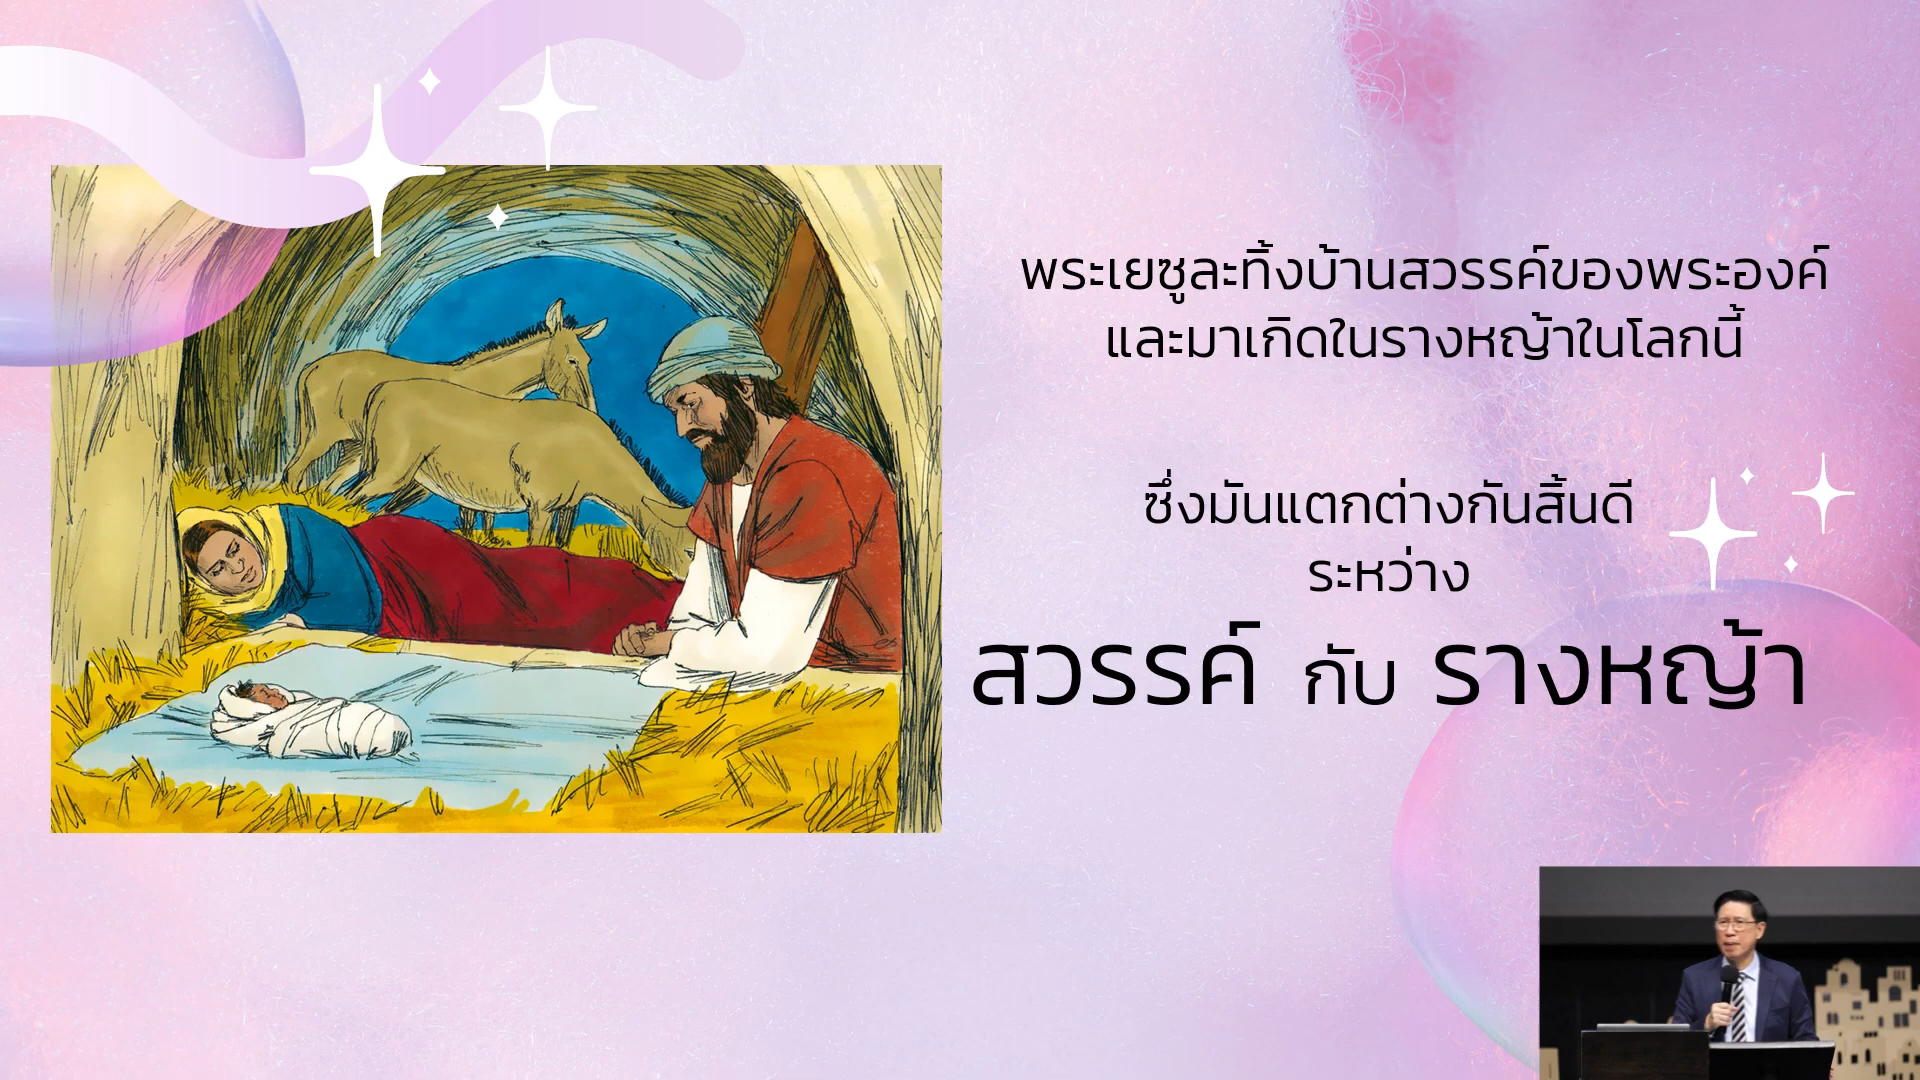 พระเยซูละทิ้งบ้านสวรรค์ของพระองค์
และมาเกิดในรางหญ้าในโลกนี้
ซึ่งมันแตกต่างกันสิ้นดี
ระหว่าง
สวรรค์ กับ รางหญ้า